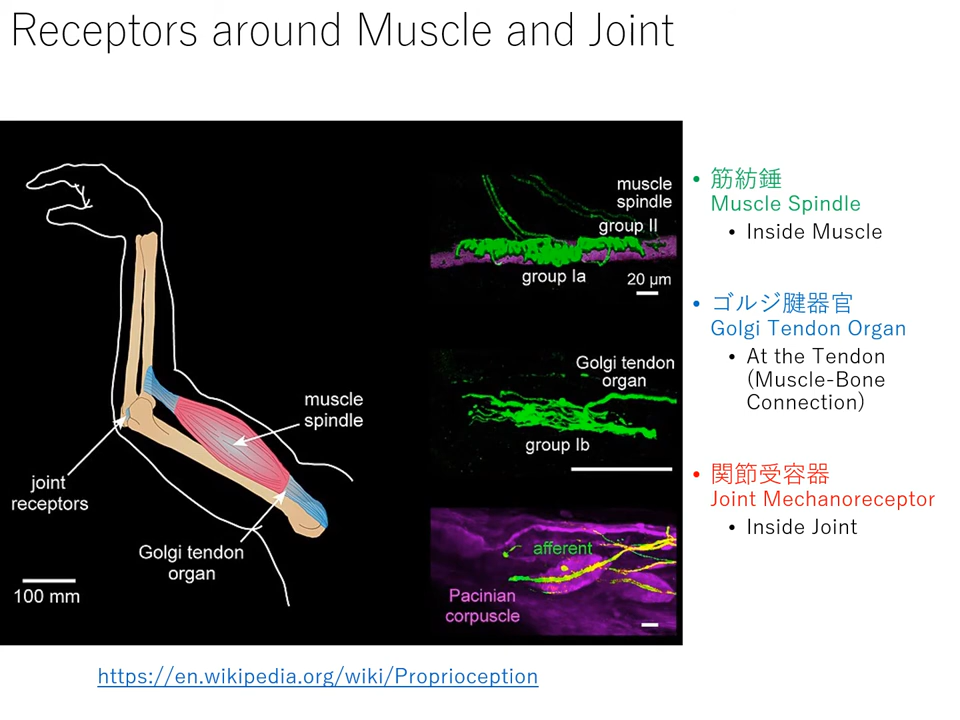 Receptors around Muscle and Joint
muscle
spindle
group II
group Ia
20 µm
Golgi tendon
organ
group Ib
afferent
Pacinian
corpuscle
muscle
spindle
joint
receptors
Golgi tendon
organ
100 mm
• 筋紡錘
Muscle Spindle
• Inside Muscle
• ゴルジ腱器官
Golgi Tendon Organ
• At the Tendon
(Muscle-Bone
Connection)
• 関節受容器
Joint Mechanoreceptor
• Inside Joint
https://en.wikipedia.org/wiki/Proprioception